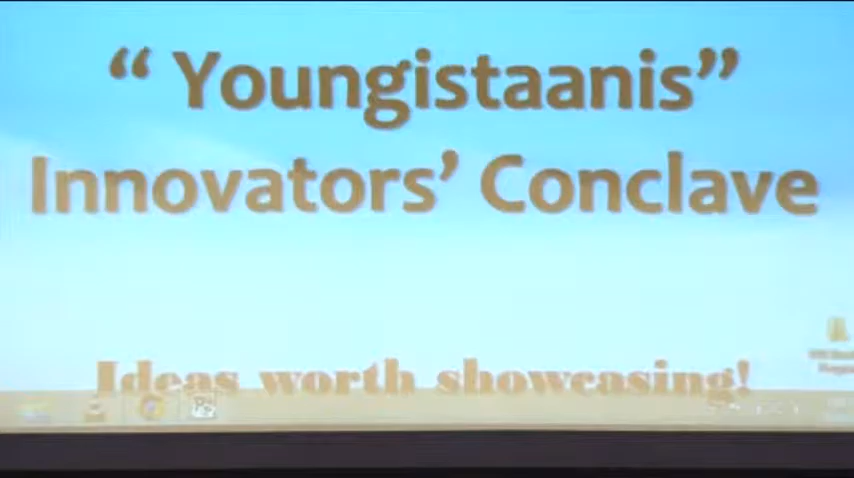 “ Youngistaanis”
Innovators’ Conclave
Ideas worth showcasing!